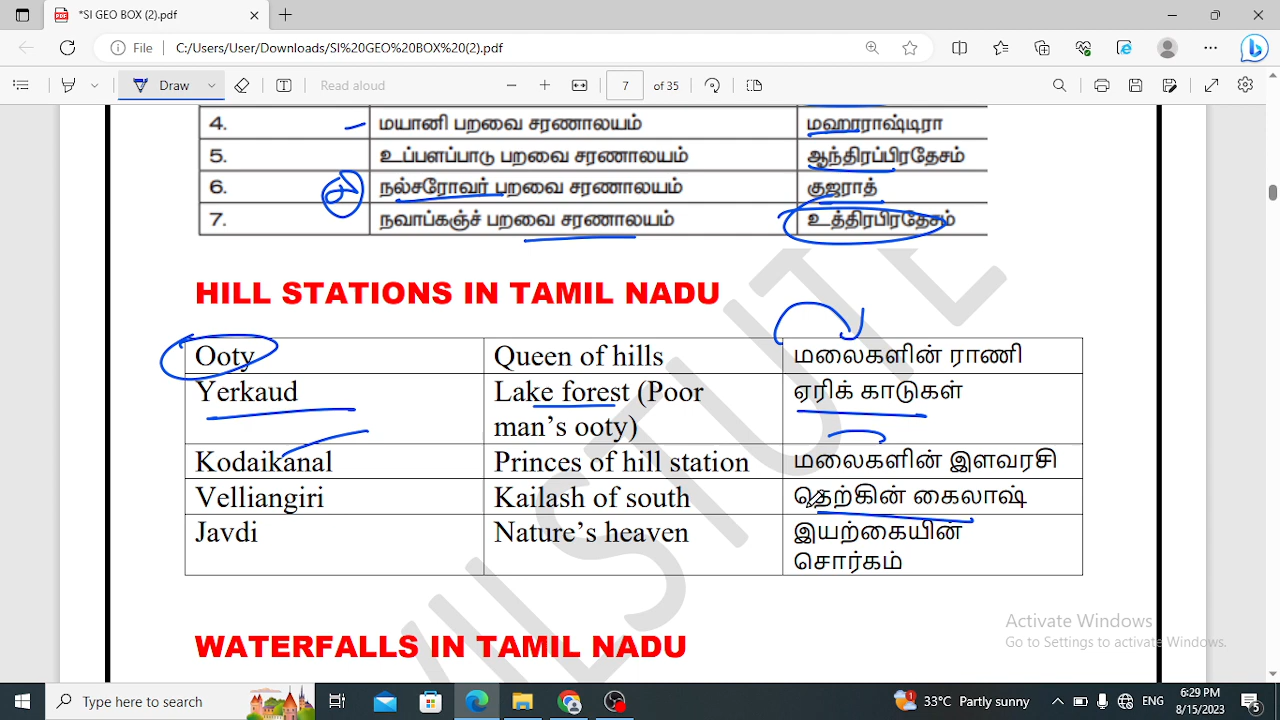 *SI GEO BOX (2).pdf
File C:/Users/User/Downloads/SI%20GEO%20BOX%20(2).pdf
Draw Read aloud 7 of 35
4. மயானி பறவை சரணாலயம் மஹாராஷ்டிரா
5. உப்பளப்பாடு பறவை சரணாலயம் ஆந்திரப்பிரதேசம்
6. நல்சரோவர் பறவை சரணாலயம் குஜராத்
7. நவாப்கஞ்ச் பறவை சரணாலயம் உத்திரபிரதேசம்
HILL STATIONS IN TAMIL NADU
Ooty Queen of hills மலைகளின் ராணி
Yerkaud Lake forest (Poor ஏரிக் காடுகள்
man's ooty)
Kodaikanal Princes of hill station மலைகளின் இளவரசி
Velliangiri Kailash of south தெற்கின் கைலாஷ்
Javdi Nature's heaven இயற்கையின்
சொர்கம்
WATERFALLS IN TAMIL NADU
Activate Windows
Go to Settings to activate Windows.
Type here to search 33°C Partly sunny ENG 6:29 PM
8/15/2023 5